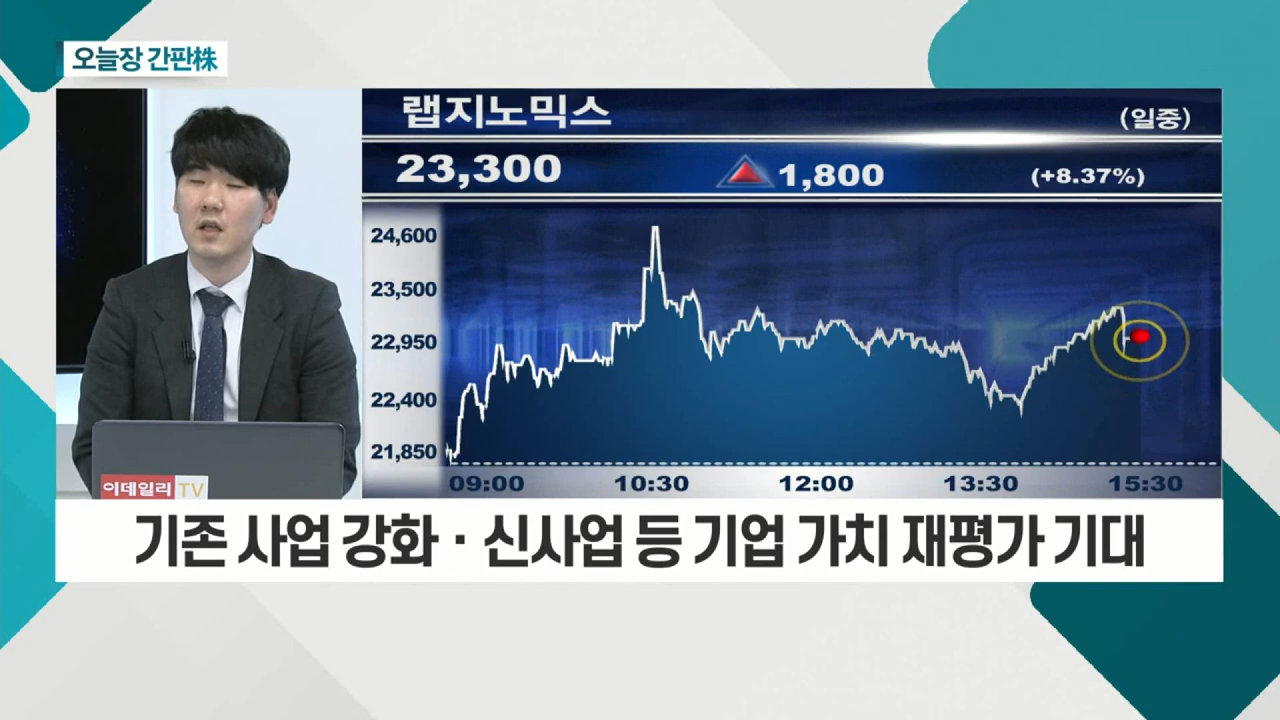 오늘장 간판株
랩지노믹스
(일중)
23,300 ▲ 1,800 (+8.37%)
24,600
23,500
22,950
22,400
21,850
09:00 10:30 12:00 13:30 15:30
이데일리 TV
기존 사업 강화 · 신사업 등 기업 가치 재평가 기대